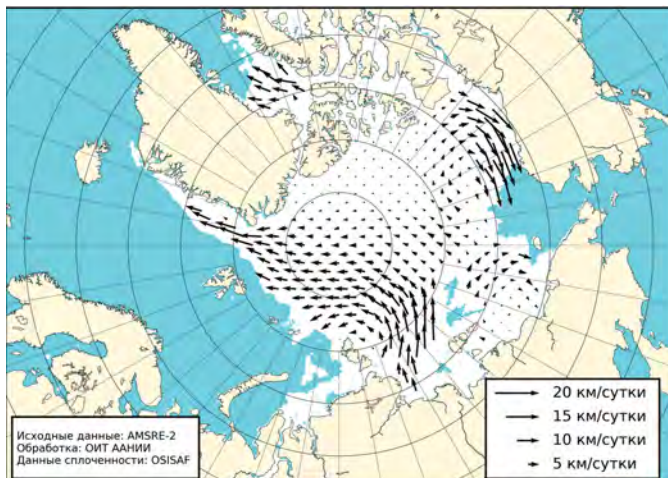 Исходные данные: AMSRE-2
Обработка: ОИТ ААНИИ
Данные сплоченности: OSISAF
20 км/сутки
15 км/сутки
10 км/сутки
5 км/сутки